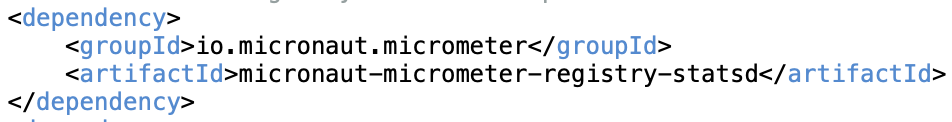 <dependency>
    <groupId>io.micronaut.micrometer</groupId>
    <artifactId>micronaut-micrometer-registry-statsd</artifactId>
</dependency>